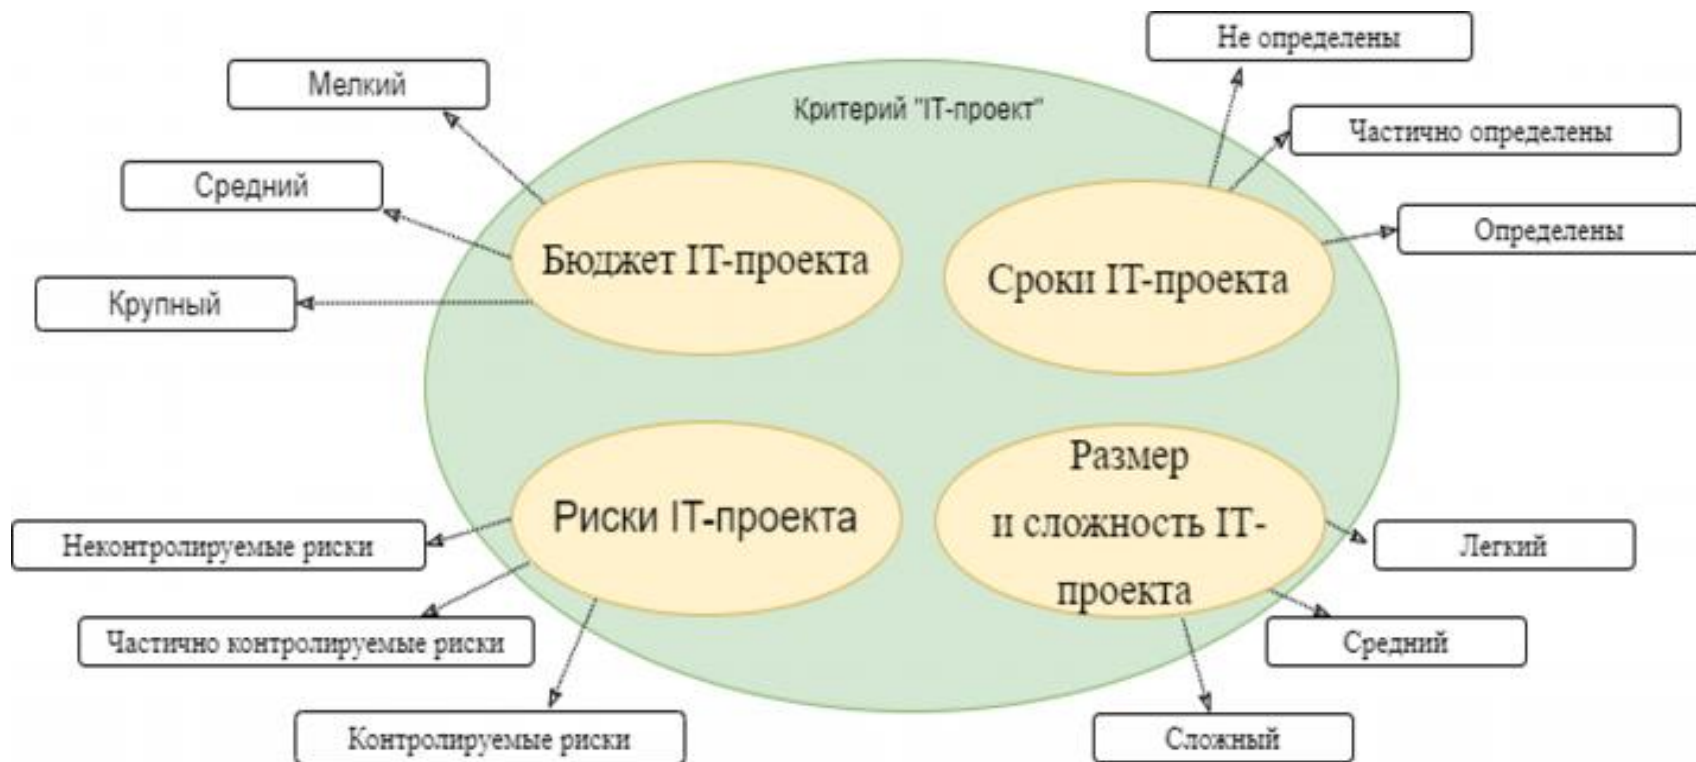 Не определены
Мелкий
Критерий "IT-проект"
Частично определены
Средний
Определены
Бюджет IT-проекта
Сроки IT-проекта
Крупный
Размер
и сложность IT-
проекта
Риски IT-проекта
Неконтролируемые риски
Легкий
Частично контролируемые риски
Средний
Контролируемые риски
Сложный